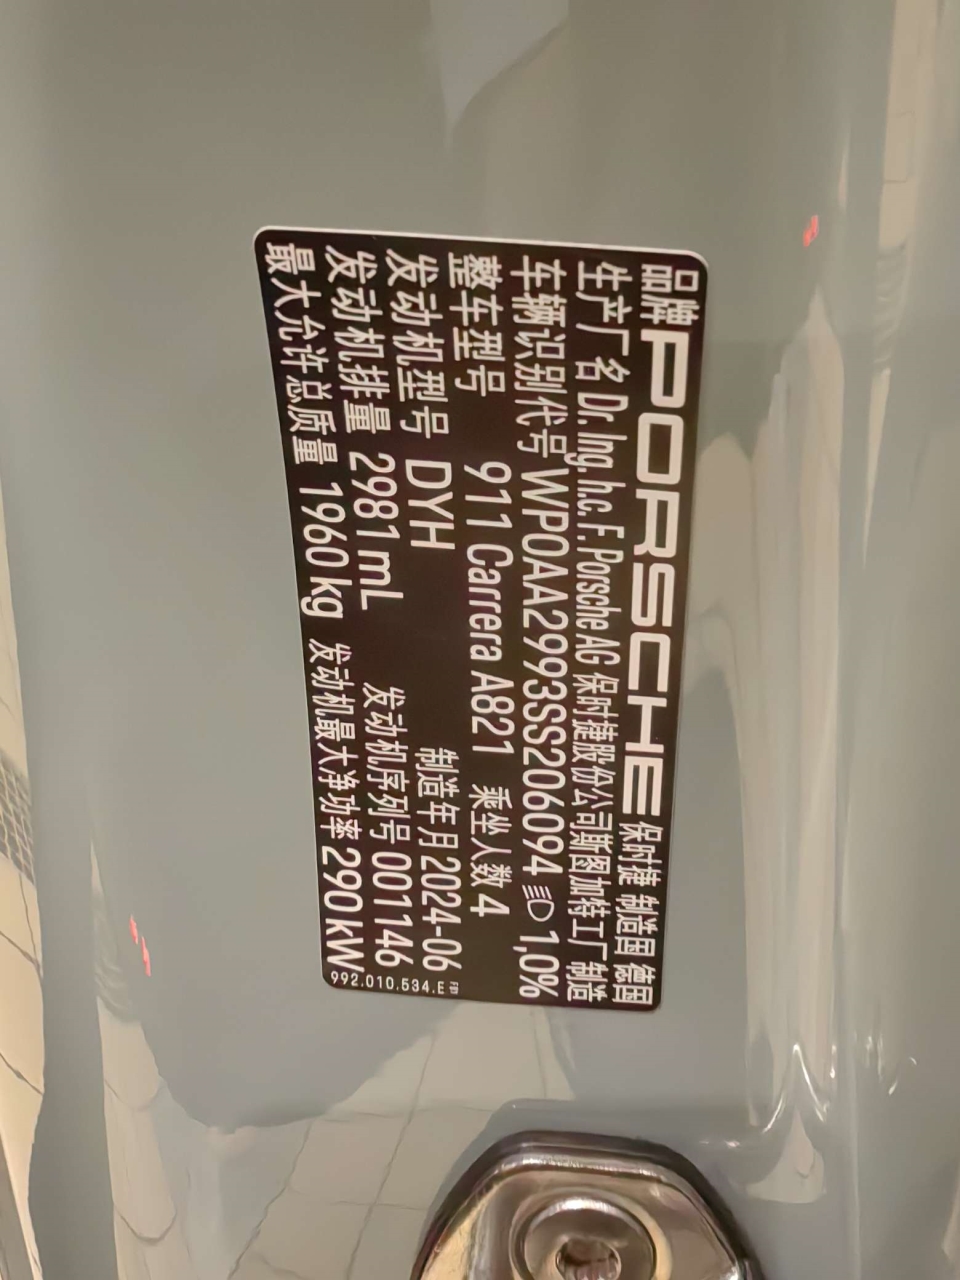 品牌 PORSCHE 保时捷 制造国 德国
生产厂名 Dr. Ing. h.c. F. Porsche AG 保时捷股份公司斯图加特工厂 制造
车辆识别代号 WP0AA2993SS206094 1,0%
整车型号 911 Carrera A821 乘坐人数 4
发动机型号 DYH 制造年月 2024-06
发动机排量 2981 mL 发动机序列号 001146
最大允许总质量 1960 kg 发动机最大净功率 290 kW
992.010.534.E